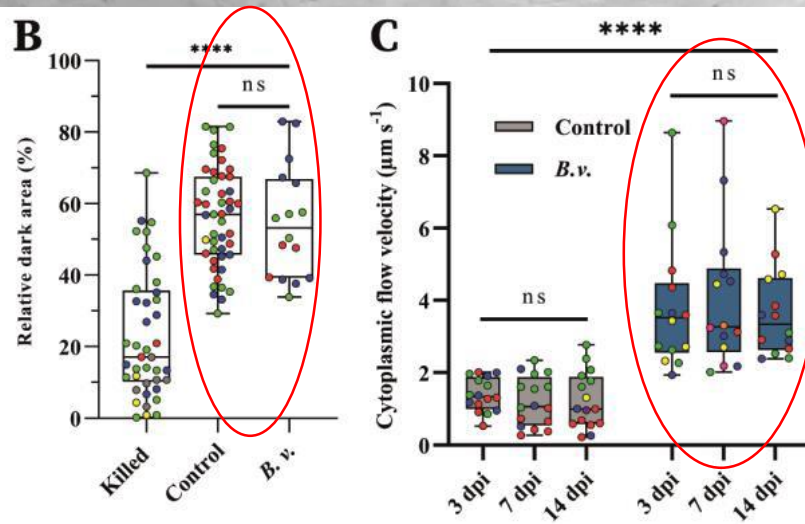 B
Relative dark area (%)
100
80
60
40
20
0
****
ns
Killed
Control
B. v.
C
Cytoplasmic flow velocity (µm s⁻¹)
10
8
6
4
2
0
****
ns
Control
B.v.
ns
3 dpi
7 dpi
14 dpi
3 dpi
7 dpi
14 dpi